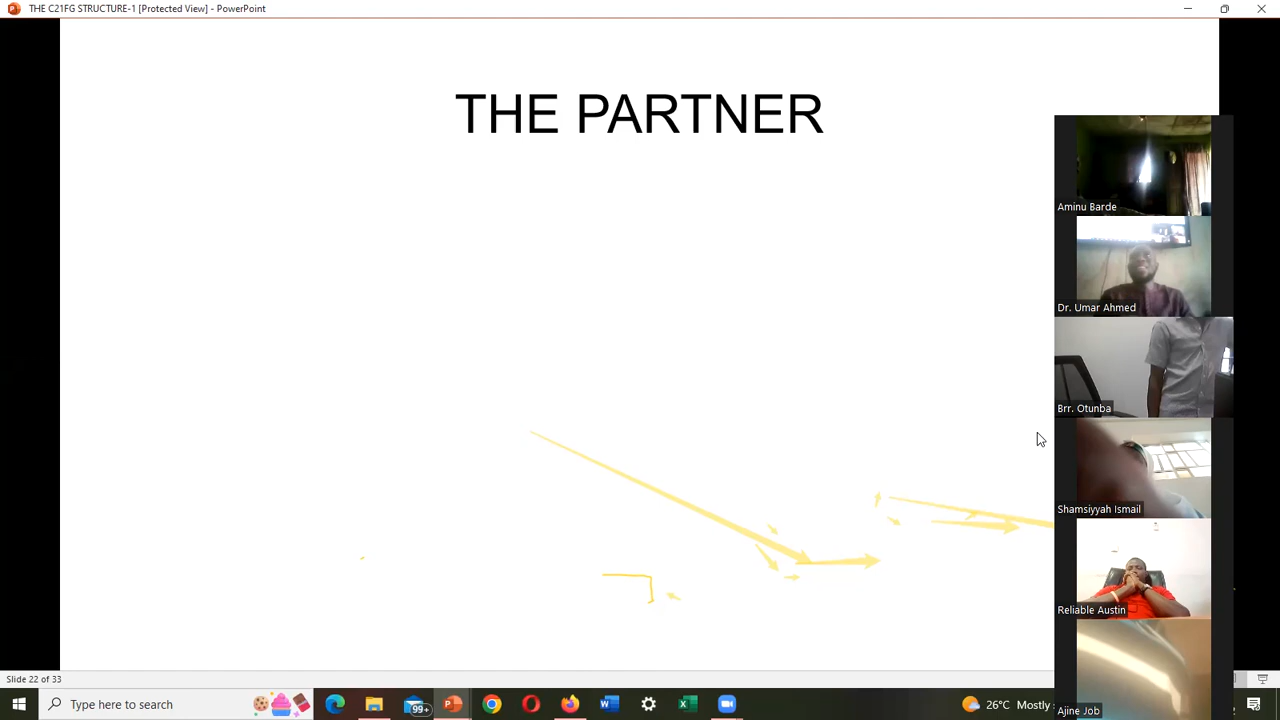 THE C21FG STRUCTURE-1 [Protected View] - PowerPoint
THE PARTNER
Aminu Barde
Dr. Umar Ahmed
Brr. Otunba
Shamsiyyah Ismail
Reliable Austin
Ajine Job
Slide 22 of 33
Type here to search
99+
26°C Mostly